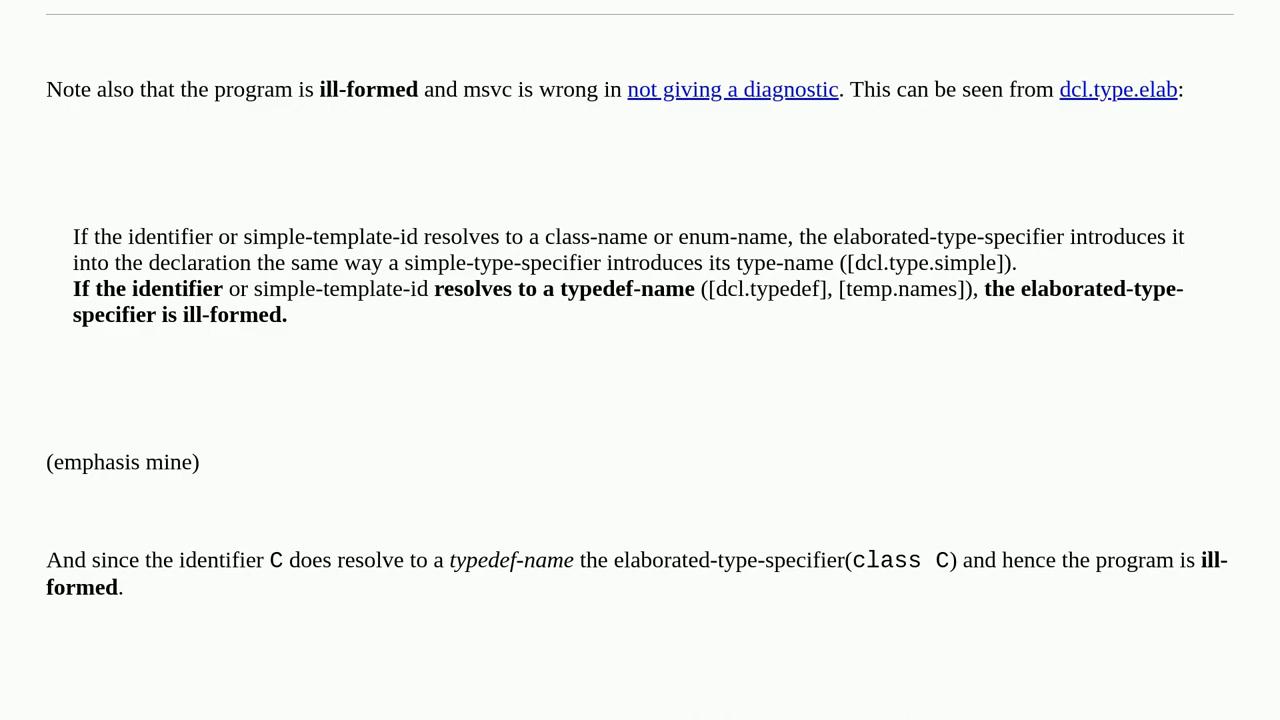 Note also that the program is ill-formed and msvc is wrong in not giving a diagnostic. This can be seen from dcl.type.elab:
If the identifier or simple-template-id resolves to a class-name or enum-name, the elaborated-type-specifier introduces it
into the declaration the same way a simple-type-specifier introduces its type-name ([dcl.type.simple]).
If the identifier or simple-template-id resolves to a typedef-name ([dcl.typedef], [temp.names]), the elaborated-type-
specifier is ill-formed.
(emphasis mine)
And since the identifier C does resolve to a typedef-name the elaborated-type-specifier(class C) and hence the program is ill-
formed.